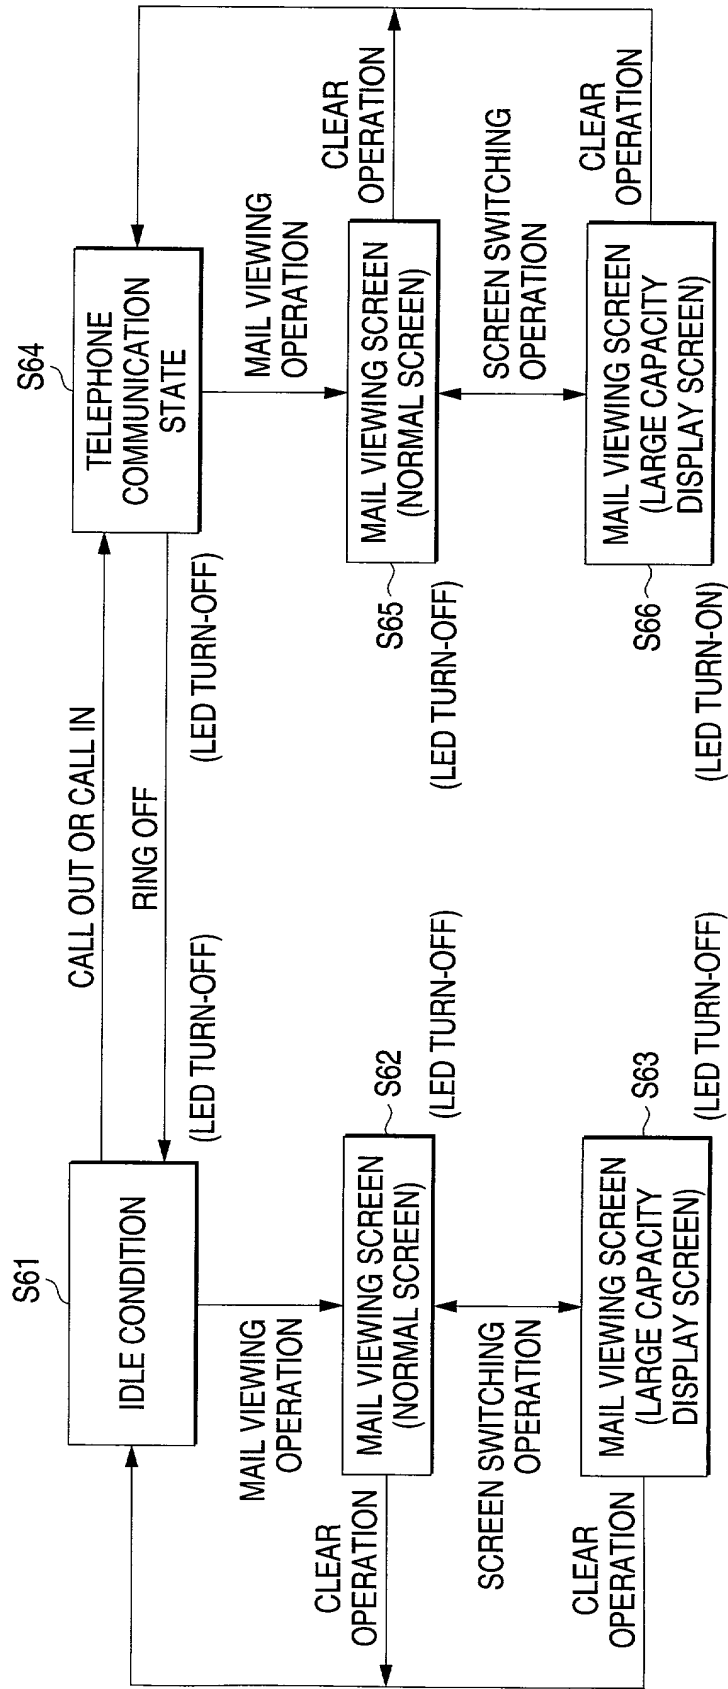 S61
IDLE CONDITION
CALL OUT OR CALL IN
RING OFF
S64
TELEPHONE
COMMUNICATION
STATE
(LED TURN-OFF)
(LED TURN-OFF)
MAIL VIEWING
OPERATION
MAIL VIEWING
OPERATION
CLEAR
OPERATION
MAIL VIEWING SCREEN
(NORMAL SCREEN)
S62
(LED TURN-OFF)
S65
(LED TURN-OFF)
MAIL VIEWING SCREEN
(NORMAL SCREEN)
CLEAR
OPERATION
SCREEN SWITCHING
OPERATION
SCREEN SWITCHING
OPERATION
CLEAR
OPERATION
MAIL VIEWING SCREEN
(LARGE CAPACITY
DISPLAY SCREEN)
S63
(LED TURN-OFF)
S66
(LED TURN-ON)
MAIL VIEWING SCREEN
(LARGE CAPACITY
DISPLAY SCREEN)
CLEAR
OPERATION